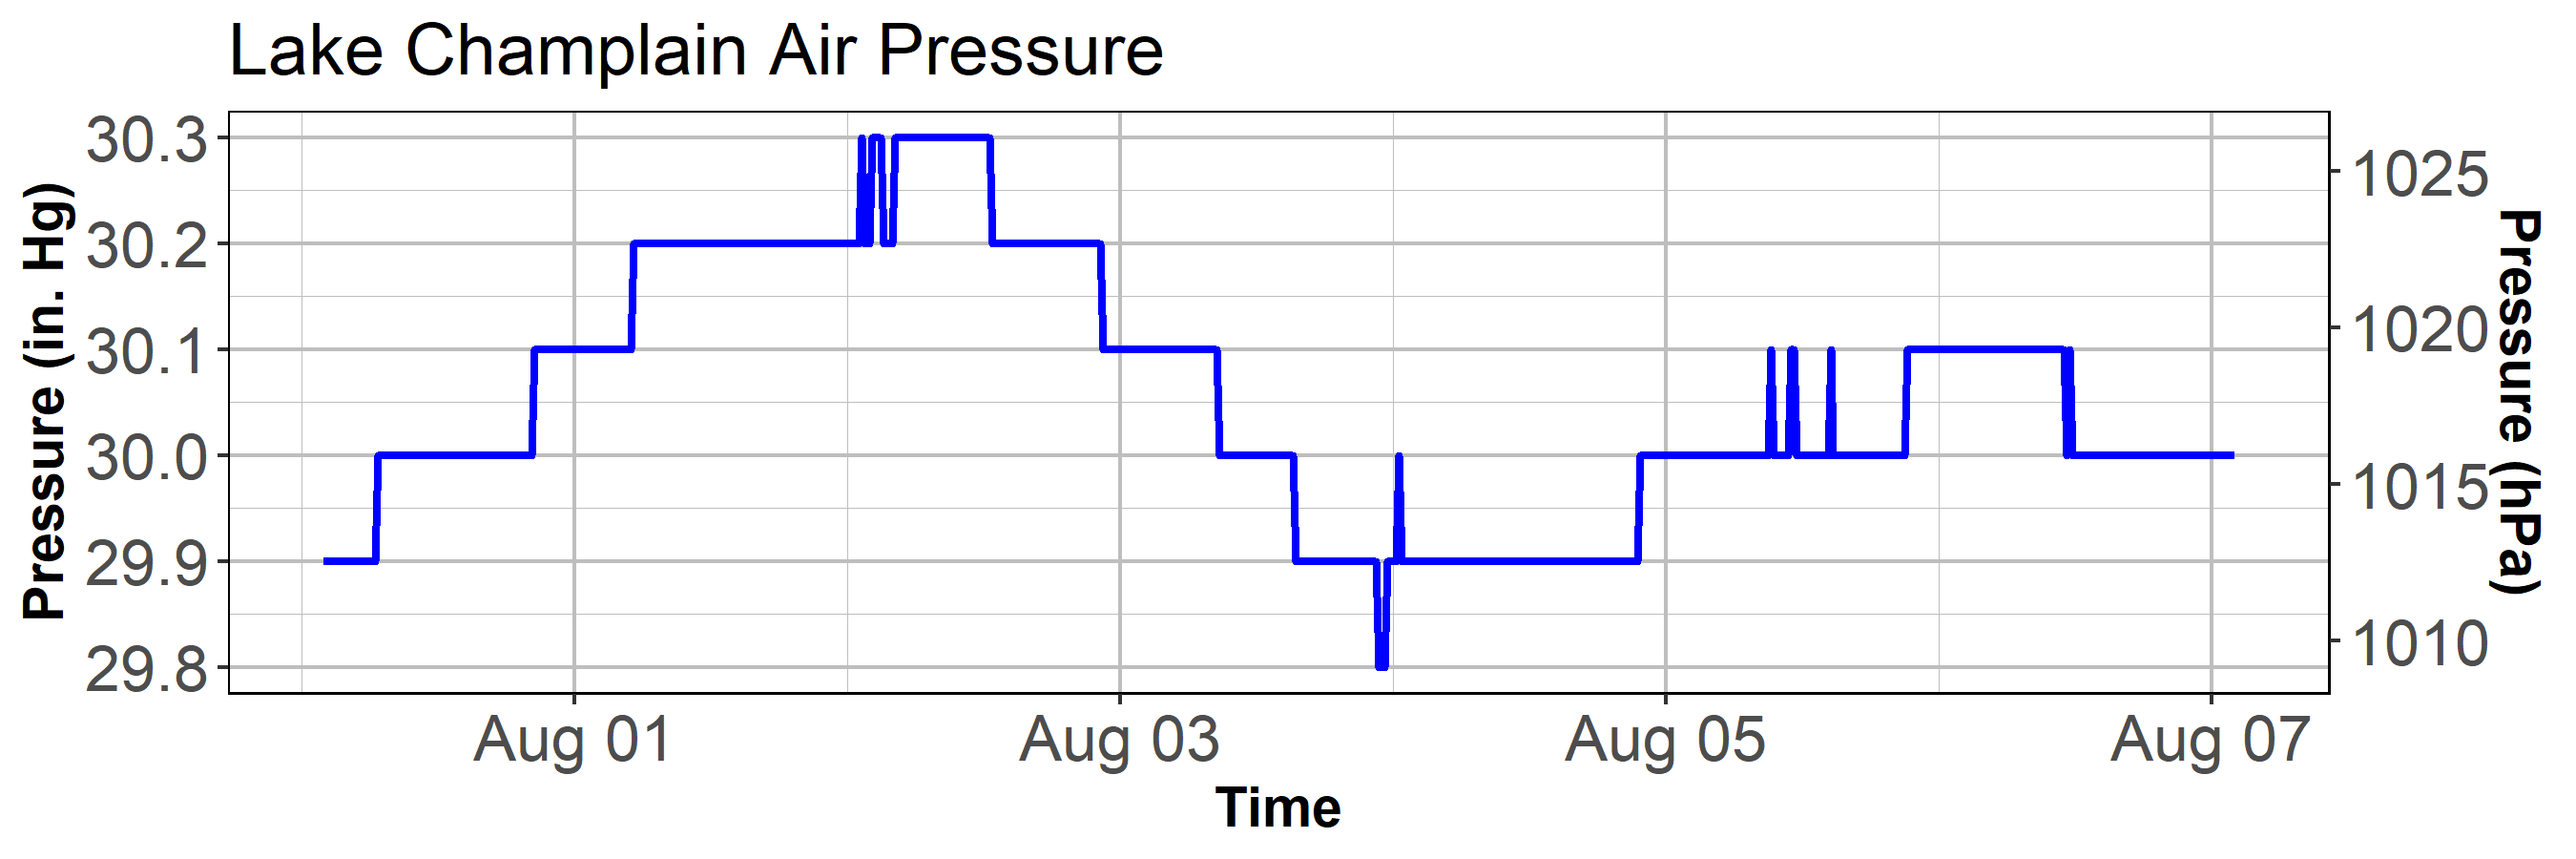 Lake Champlain Air Pressure
Pressure (in. Hg)
30.3
30.2
30.1
30.0
29.9
29.8
1025
1020
1015
1010
Pressure (hPa)
Aug 01 Aug 03 Aug 05 Aug 07
Time